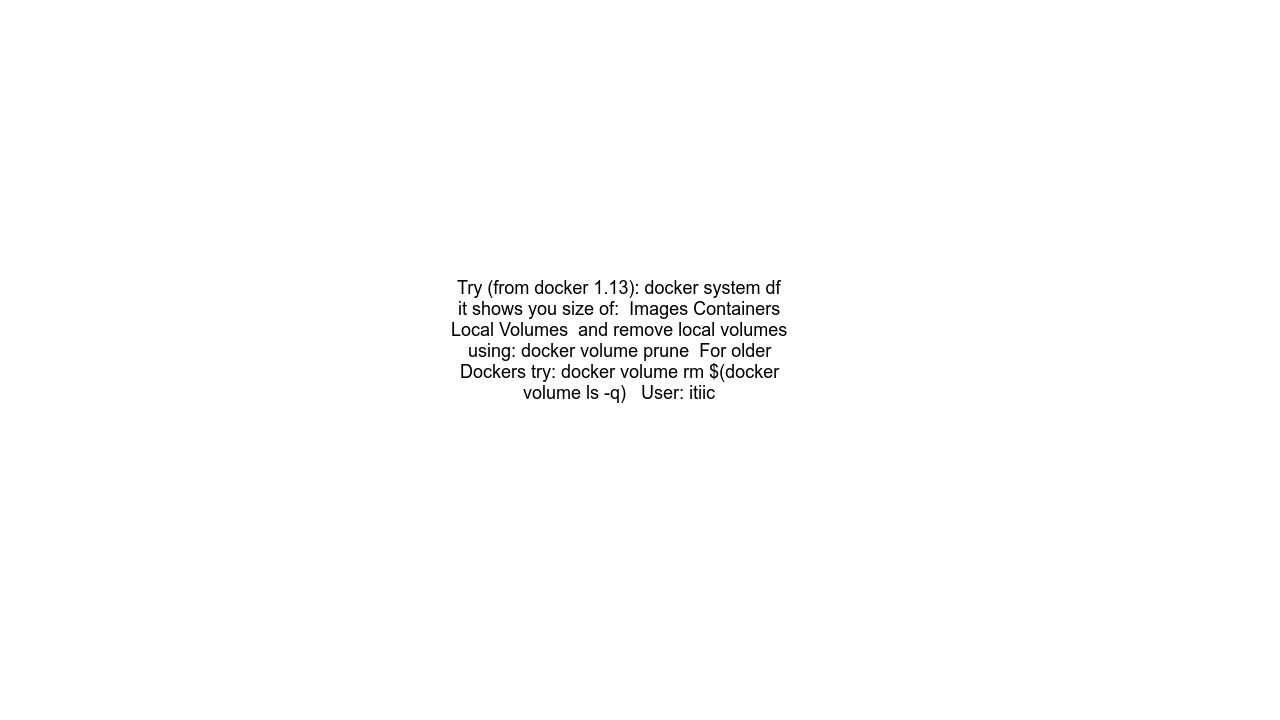 Try (from docker 1.13): docker system df
it shows you size of:  Images Containers
Local Volumes  and remove local volumes
using: docker volume prune  For older
Dockers try: docker volume rm $(docker
volume ls -q)   User: itiic